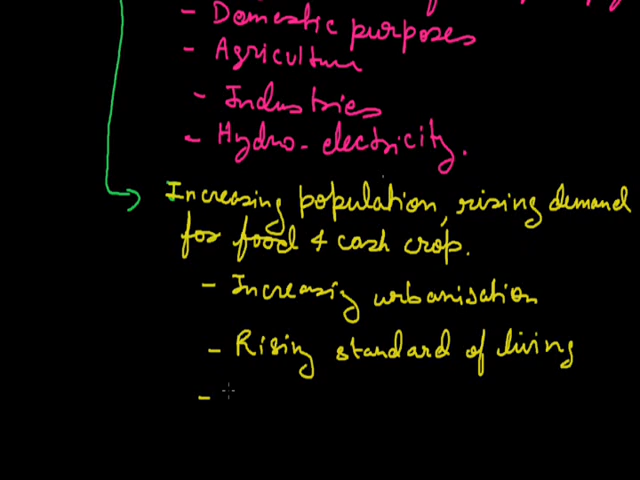 - Domestic purposes
- Agriculture
- Industries
- Hydro-electricity.
Increasing population, rising demand
for food & cash crop.
- Increasing urbanisation
- Rising standard of living
-